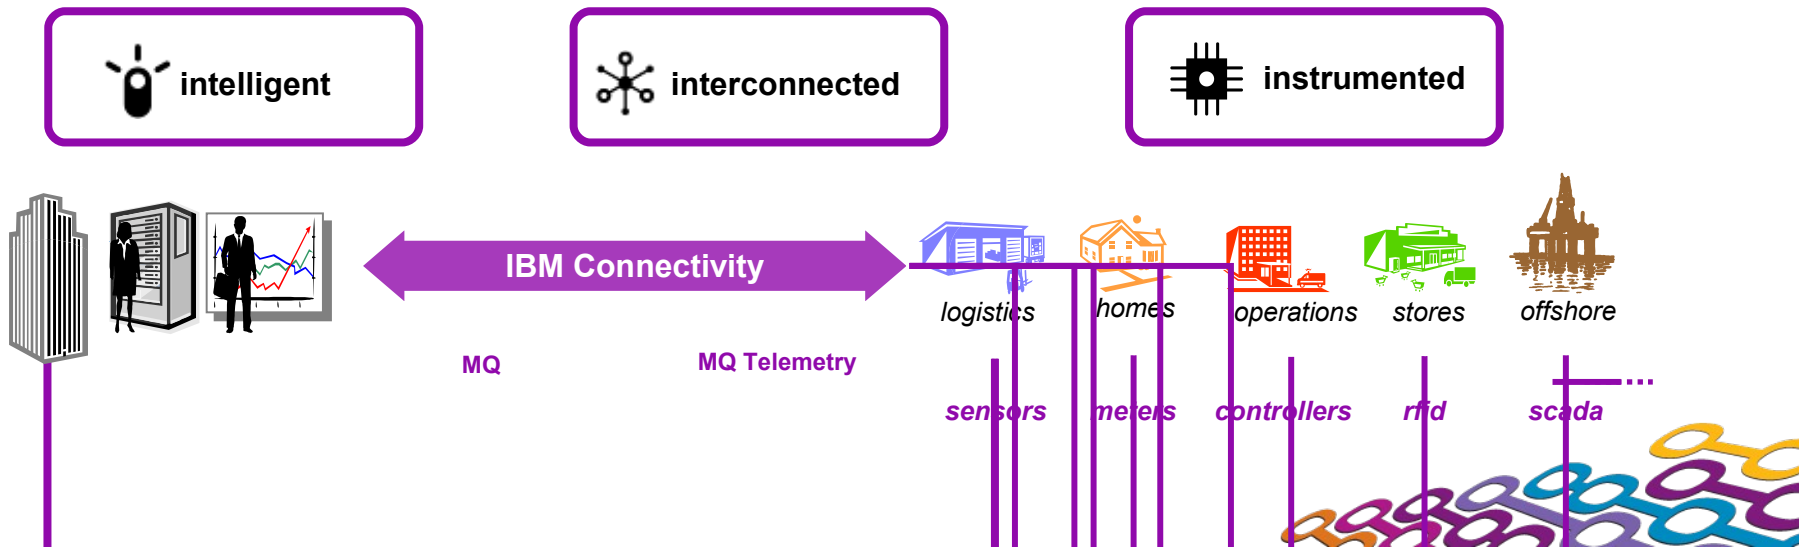 intelligent
interconnected
instrumented
IBM Connectivity
logistics
homes
operations
stores
offshore
MQ
MQ Telemetry
sensors
meters
controllers
rfid
scada